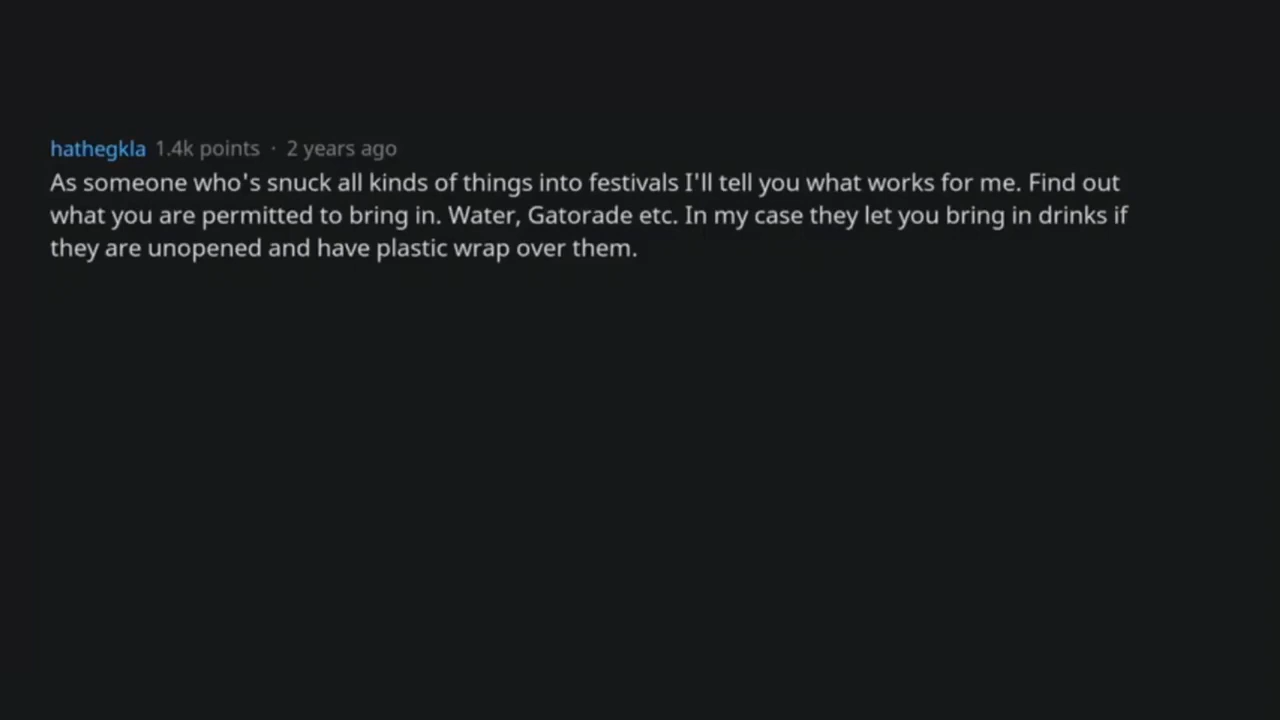 hathegkla 1.4k points · 2 years ago
As someone who's snuck all kinds of things into festivals I'll tell you what works for me. Find out
what you are permitted to bring in. Water, Gatorade etc. In my case they let you bring in drinks if
they are unopened and have plastic wrap over them.